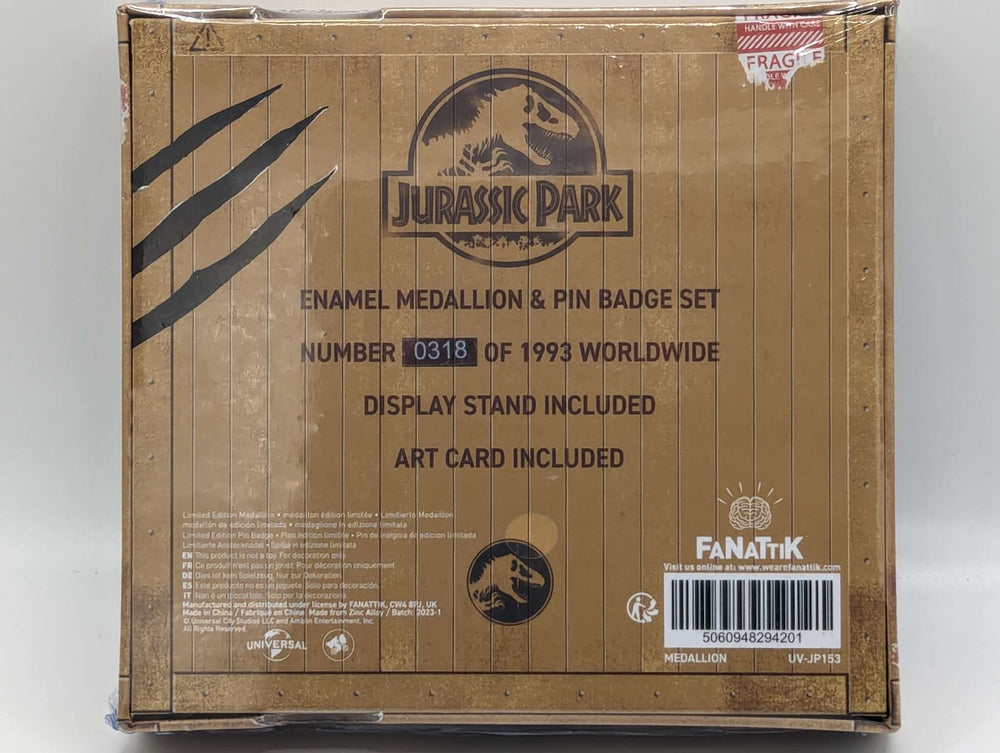 FRAGILE
HANDLE WITH CARE
FRAGILE
JURASSIC PARK
ENAMEL MEDALLION & PIN BADGE SET
NUMBER 0318 OF 1993 WORLDWIDE
DISPLAY STAND INCLUDED
ART CARD INCLUDED
Limited Edition Medallion • médaillon édition limitée • Limitierte Medaillon
medallón de edición limitada • medaglione in edizione limitata
Limited Edition Pin Badge • Pins édition limitée • Pin de insignia de edicion limitada
Limitierte Anstecknadel • Spille in edizione limitata
EN This product is not a toy. For decoration only.
FR Ce produit n'est pas un jouet. Pour décoration uniquement.
DE Dies ist kein Spielzeug. Nur zur Dekoration
ES Este producto no es un juguete. Solo para decoración.
IT Non è un giocattolo. Solo per la decorazione
Manufactured and distributed under license by FANATTIK, CW4 8PJ, UK
Made in China / Fabriqué en Chine. Made from Zinc Alloy / Batch: 2023-1
© Universal City Studios LLC and Amblin Entertainment, Inc.
All Rights Reserved.
UNIVERSAL
FANATTIK
Visit us online at: www.wearefanattik.com
5060948294201
MEDALLION UV-JP153